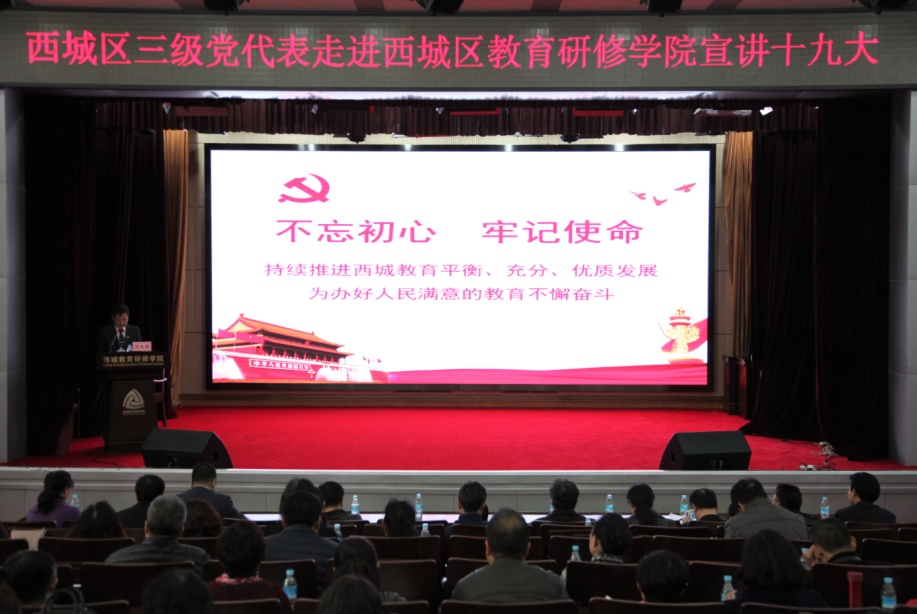 西城区三级党代表走进西城区教育研修学院宣讲十九大
不忘初心 牢记使命
持续推进西城教育平衡、充分、优质发展
为办好人民满意的教育不懈奋斗
西城教育研修学院